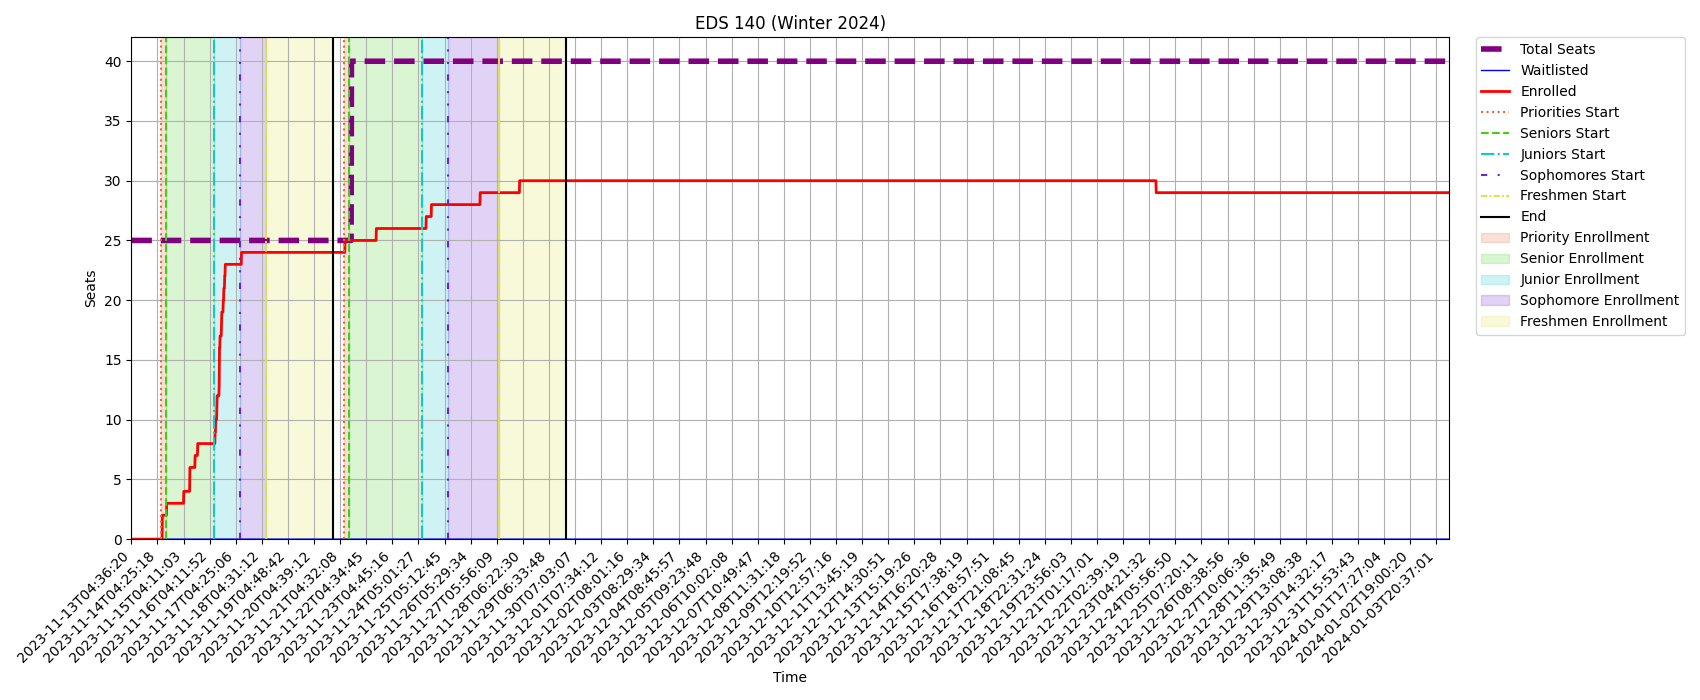 EDS 140 (Winter 2024)
40
35
30
25
20
15
10
5
0
Seats
2023-11-13T04:36:20
2023-11-14T04:25:18
2023-11-15T04:11:03
2023-11-16T04:11:52
2023-11-17T04:25:06
2023-11-18T04:31:12
2023-11-19T04:48:42
2023-11-20T04:39:12
2023-11-21T04:32:08
2023-11-22T04:34:45
2023-11-23T04:45:16
2023-11-24T05:01:27
2023-11-25T05:12:45
2023-11-26T05:29:34
2023-11-27T05:56:09
2023-11-28T06:22:30
2023-11-29T06:33:48
2023-11-30T07:03:07
2023-12-01T07:34:12
2023-12-02T08:01:16
2023-12-03T08:29:34
2023-12-04T08:45:57
2023-12-05T09:23:48
2023-12-06T10:02:08
2023-12-07T10:49:47
2023-12-08T11:31:18
2023-12-09T12:19:52
2023-12-10T12:57:16
2023-12-11T13:45:19
2023-12-12T14:30:51
2023-12-13T15:19:26
2023-12-14T16:20:28
2023-12-15T17:38:19
2023-12-16T18:57:51
2023-12-17T21:08:45
2023-12-18T22:31:24
2023-12-19T23:56:03
2023-12-21T01:17:01
2023-12-22T02:39:19
2023-12-23T04:21:32
2023-12-24T05:56:50
2023-12-25T07:20:11
2023-12-26T08:38:56
2023-12-27T10:06:36
2023-12-28T11:35:49
2023-12-29T13:08:38
2023-12-30T14:32:17
2023-12-31T15:53:43
2024-01-01T17:27:04
2024-01-02T19:00:20
2024-01-03T20:37:01
Time
Total Seats
Waitlisted
Enrolled
Priorities Start
Seniors Start
Juniors Start
Sophomores Start
Freshmen Start
End
Priority Enrollment
Senior Enrollment
Junior Enrollment
Sophomore Enrollment
Freshmen Enrollment